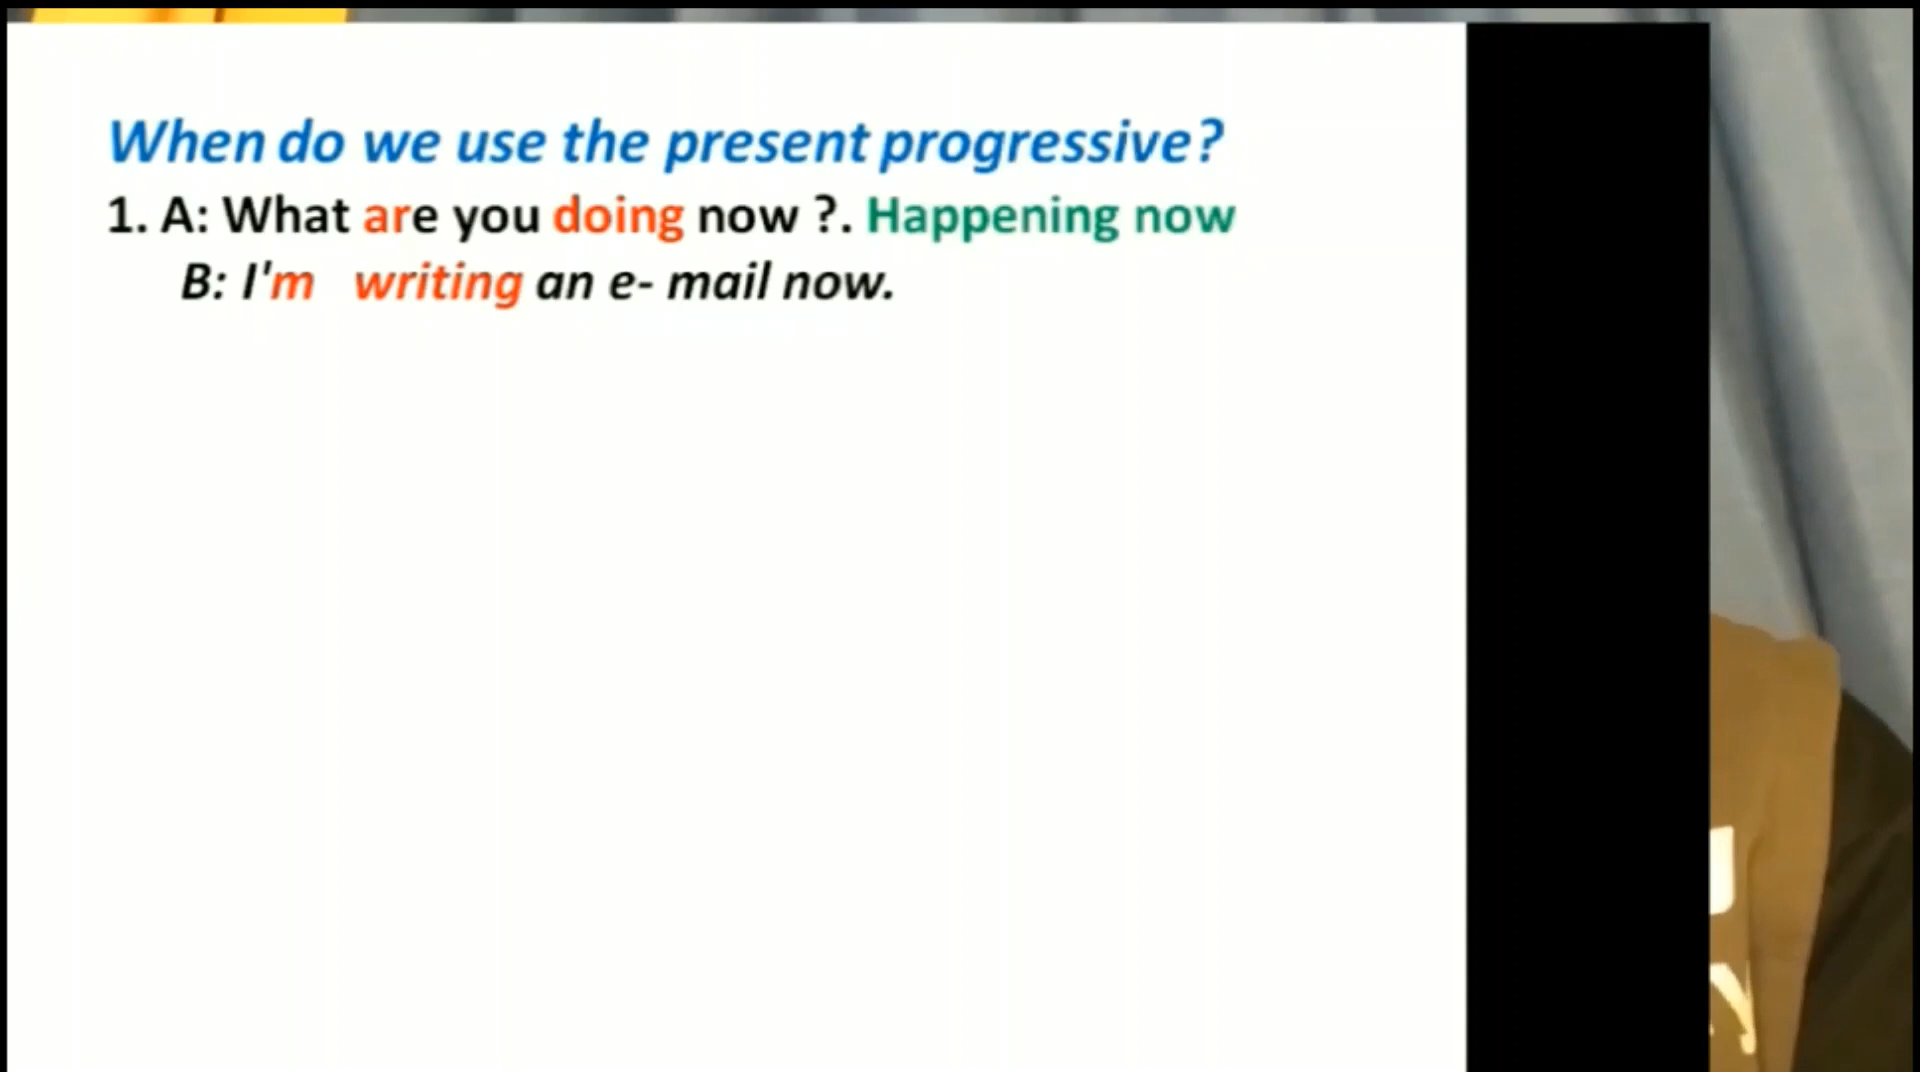 When do we use the present progressive?
1. A: What are you doing now ?. Happening now
B: I'm writing an e- mail now.